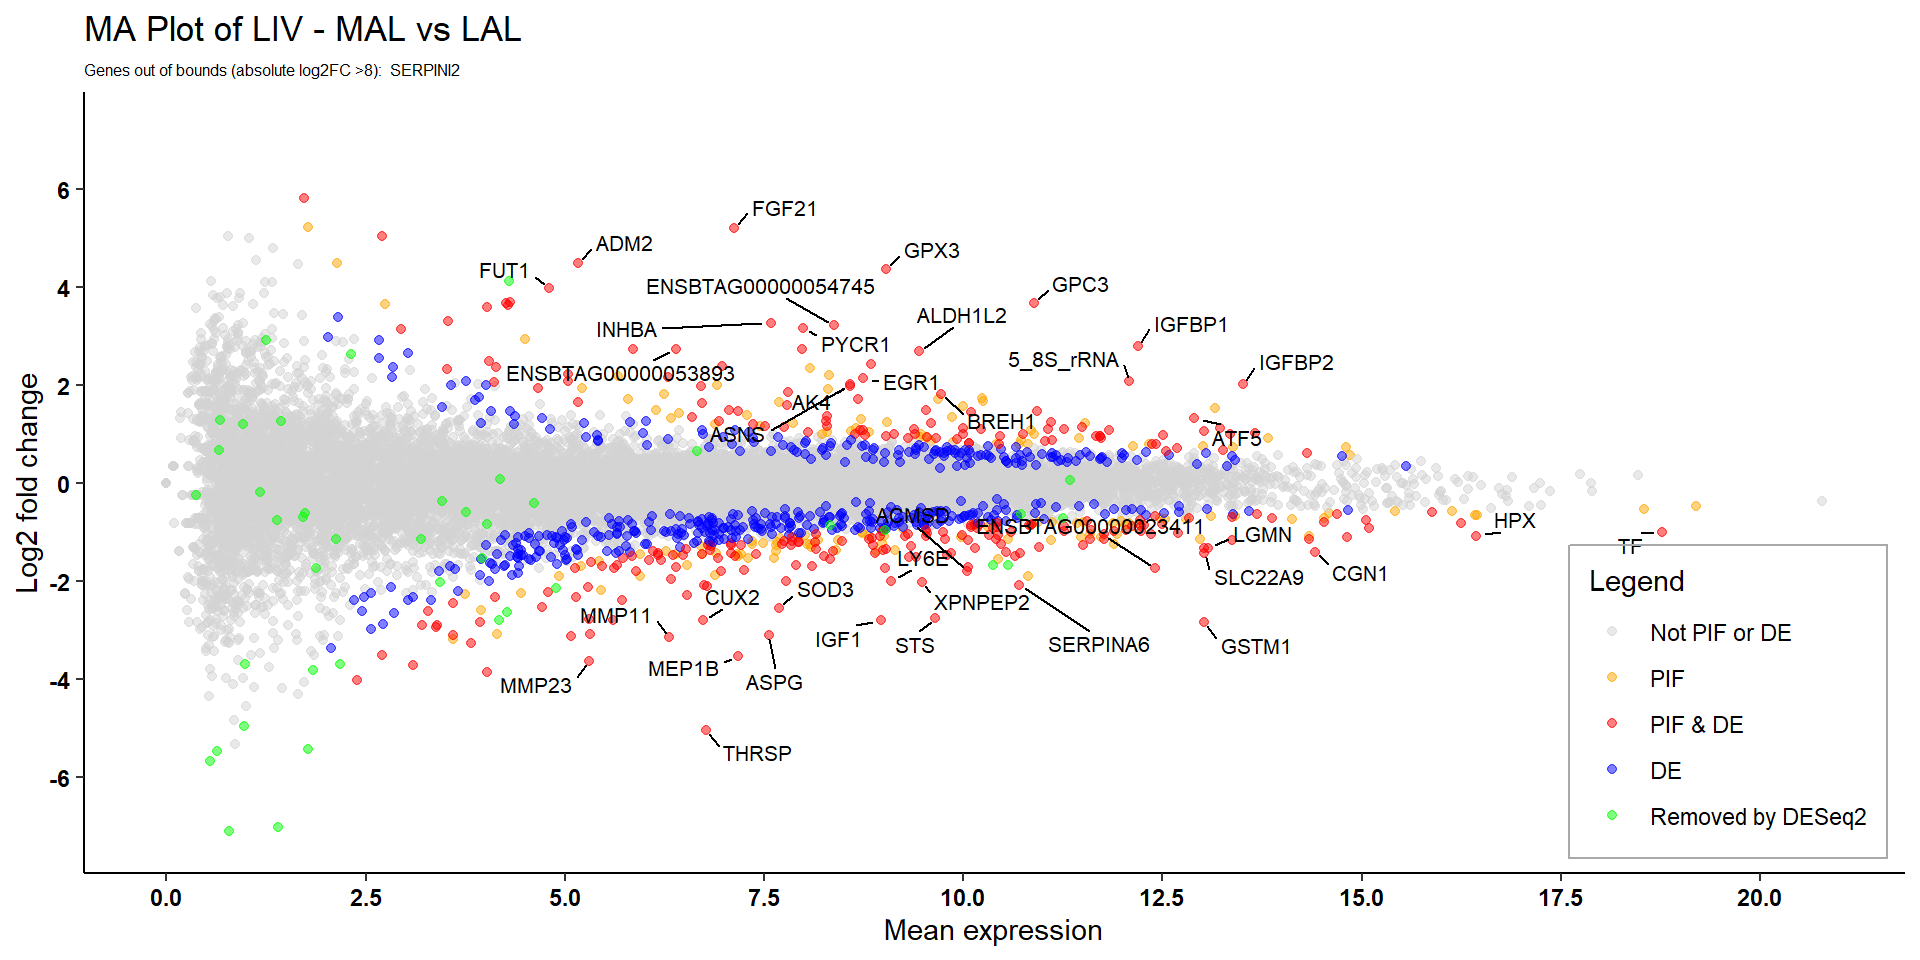 MA Plot of LIV - MAL vs LAL
Genes out of bounds (absolute log2FC >8):  SERPINI2
Log2 fold change
6
4
2
0
-2
-4
-6
FGF21
ADM2
GPX3
FUT1
ENSBTAG00000054745
GPC3
ALDH1L2
INHBA
IGFBP1
PYCR1
5_8S_rRNA
IGFBP2
ENSBTAG00000053893
EGR1
AK4
BREH1
ASNS
ATF5
ACMSD
ENSBTAG00000023411
HPX
LGMN
TF
LY6E
CGN1
SLC22A9
SOD3
CUX2
XPNPEP2
MMP11
IGF1
STS
SERPINA6
GSTM1
MEP1B
ASPG
MMP23
THRSP
Legend
Not PIF or DE
PIF
PIF & DE
DE
Removed by DESeq2
0.0 2.5 5.0 7.5 10.0 12.5 15.0 17.5 20.0
Mean expression